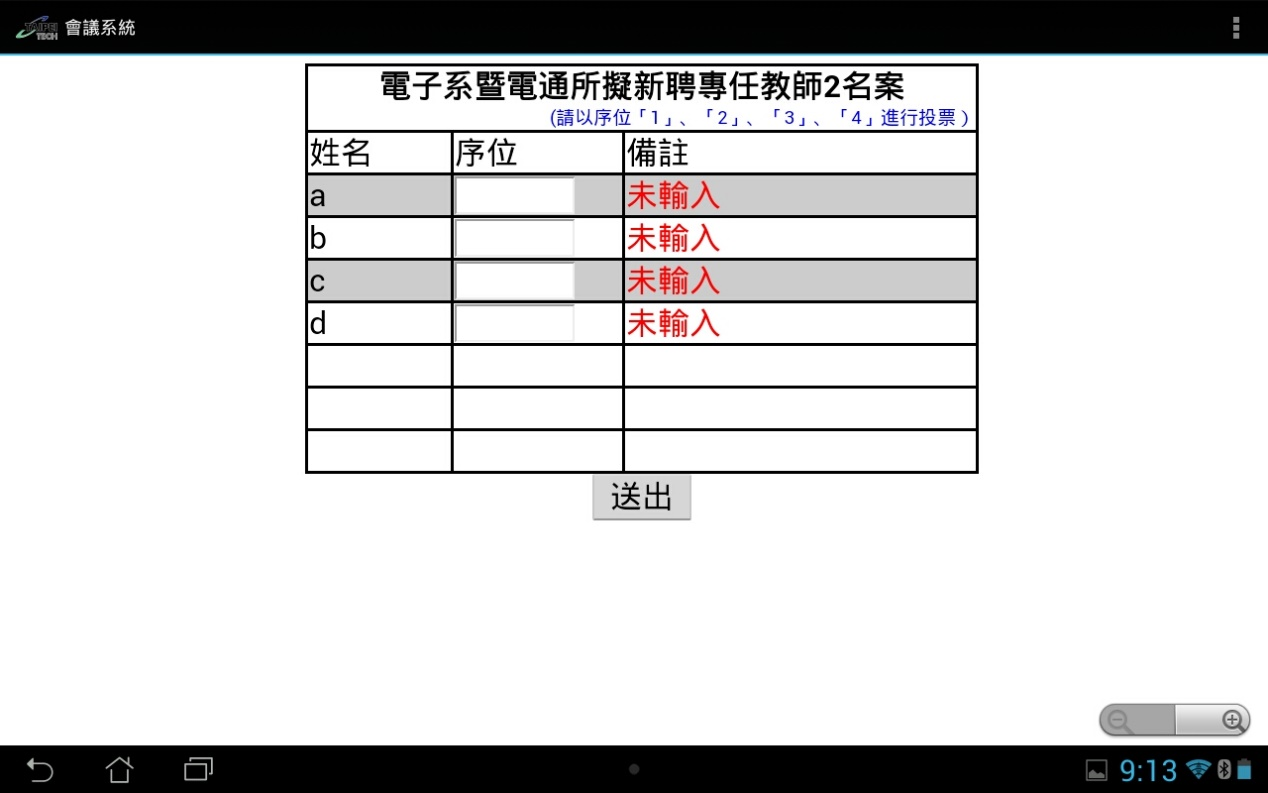 TAIPEI
TECH
會議系統
電子系暨電通所擬新聘專任教師2名案
(請以序位「1」、「2」、「3」、「4」進行投票)
姓名 序位 備註
a 未輸入
b 未輸入
c 未輸入
d 未輸入
送出
9:13